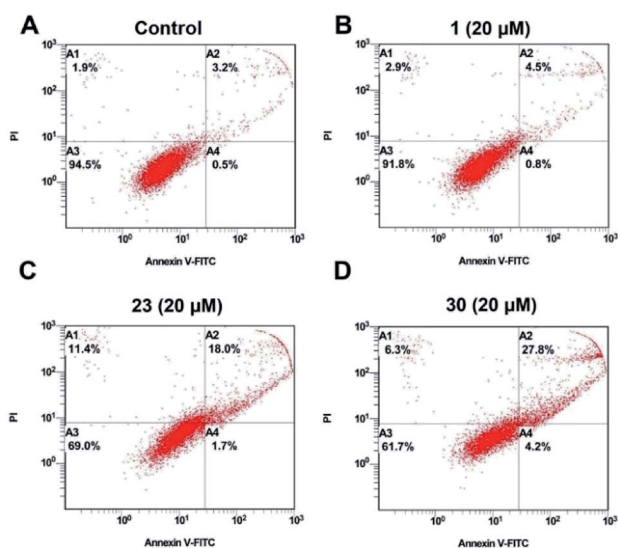 A
Control
A1
1.9%
A2
3.2%
A3
94.5%
A4
0.5%
PI
10³
10²
10¹
10⁰
10⁰
10¹
10²
10³
Annexin V-FITC
B
1 (20 µM)
A1
2.9%
A2
4.5%
A3
91.8%
A4
0.8%
PI
10³
10²
10¹
10⁰
10⁰
10¹
10²
10³
Annexin V-FITC
C
23 (20 µM)
A1
11.4%
A2
18.0%
A3
69.0%
A4
1.7%
PI
10³
10²
10¹
10⁰
10⁰
10¹
10²
10³
Annexin V-FITC
D
30 (20 µM)
A1
6.3%
A2
27.8%
A3
61.7%
A4
4.2%
PI
10³
10²
10¹
10⁰
10⁰
10¹
10²
10³
Annexin V-FITC